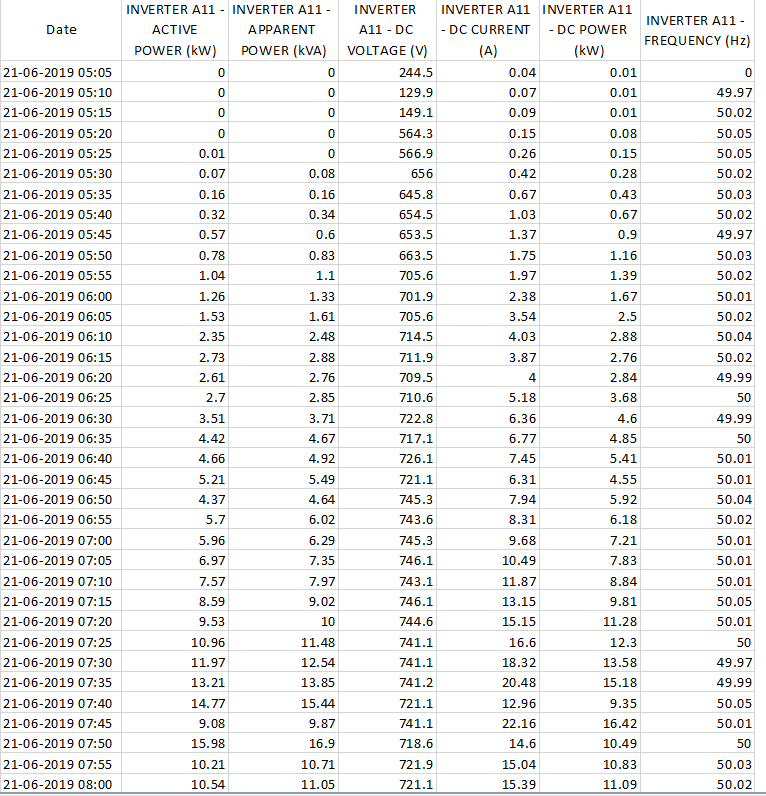 Date INVERTER A11 - ACTIVE POWER (kW) INVERTER A11 - APPARENT POWER (kVA) INVERTER A11 - DC VOLTAGE (V) INVERTER A11 - DC CURRENT (A) INVERTER A11 - DC POWER (kW) INVERTER A11 - FREQUENCY (Hz)
21-06-2019 05:05 0 0 244.5 0.04 0.01 0
21-06-2019 05:10 0 0 129.9 0.07 0.01 49.97
21-06-2019 05:15 0 0 149.1 0.09 0.01 50.02
21-06-2019 05:20 0 0 564.3 0.15 0.08 50.05
21-06-2019 05:25 0.01 0 566.9 0.26 0.15 50.05
21-06-2019 05:30 0.07 0.08 656 0.42 0.28 50.02
21-06-2019 05:35 0.16 0.16 645.8 0.67 0.43 50.03
21-06-2019 05:40 0.32 0.34 654.5 1.03 0.67 50.02
21-06-2019 05:45 0.57 0.6 653.5 1.37 0.9 49.97
21-06-2019 05:50 0.78 0.83 663.5 1.75 1.16 50.03
21-06-2019 05:55 1.04 1.1 705.6 1.97 1.39 50.02
21-06-2019 06:00 1.26 1.33 701.9 2.38 1.67 50.01
21-06-2019 06:05 1.53 1.61 705.6 3.54 2.5 50.02
21-06-2019 06:10 2.35 2.48 714.5 4.03 2.88 50.04
21-06-2019 06:15 2.73 2.88 711.9 3.87 2.76 50.02
21-06-2019 06:20 2.61 2.76 709.5 4 2.84 49.99
21-06-2019 06:25 2.7 2.85 710.6 5.18 3.68 50
21-06-2019 06:30 3.51 3.71 722.8 6.36 4.6 49.99
21-06-2019 06:35 4.42 4.67 717.1 6.77 4.85 50
21-06-2019 06:40 4.66 4.92 726.1 7.45 5.41 50.01
21-06-2019 06:45 5.21 5.49 721.1 6.31 4.55 50.01
21-06-2019 06:50 4.37 4.64 745.3 7.94 5.92 50.04
21-06-2019 06:55 5.7 6.02 743.6 8.31 6.18 50.02
21-06-2019 07:00 5.96 6.29 745.3 9.68 7.21 50.01
21-06-2019 07:05 6.97 7.35 746.1 10.49 7.83 50.01
21-06-2019 07:10 7.57 7.97 743.1 11.87 8.84 50.01
21-06-2019 07:15 8.59 9.02 746.1 13.15 9.81 50.05
21-06-2019 07:20 9.53 10 744.6 15.15 11.28 50.01
21-06-2019 07:25 10.96 11.48 741.1 16.6 12.3 50
21-06-2019 07:30 11.97 12.54 741.1 18.32 13.58 49.97
21-06-2019 07:35 13.21 13.85 741.2 20.48 15.18 49.99
21-06-2019 07:40 14.77 15.44 721.1 12.96 9.35 50.05
21-06-2019 07:45 9.08 9.87 741.1 22.16 16.42 50.01
21-06-2019 07:50 15.98 16.9 718.6 14.6 10.49 50
21-06-2019 07:55 10.21 10.71 721.9 15.04 10.83 50.03
21-06-2019 08:00 10.54 11.05 721.1 15.39 11.09 50.02